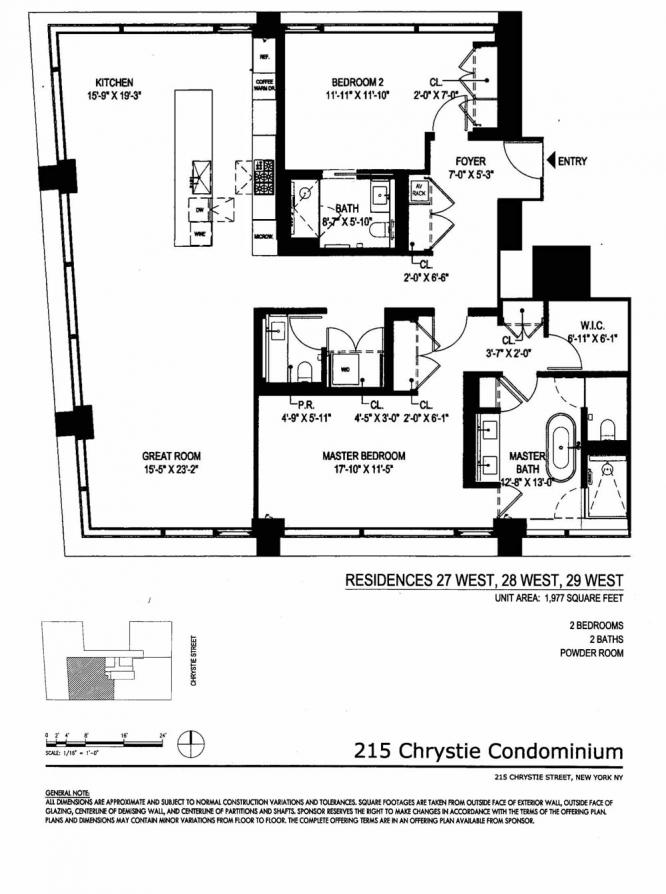 KITCHEN
15'-9" X 19'-3"
REF.
COFFEE
WARM DR.
BEDROOM 2
11'-11" X 11'-10"
CL.
2'-0" X 7'-0"
FOYER
7'-0" X 5'-3"
ENTRY
AV
RACK
BATH
8'-7" X 5'-10"
DW
WINE
MICROW.
CL.
2'-0" X 6'-6"
W.I.C.
6'-11" X 6'-1"
CL.
3'-7" X 2'-0"
W/D
P.R.
4'-9" X 5'-11"
CL.
4'-5" X 3'-0"
CL.
2'-0" X 6'-1"
GREAT ROOM
15'-5" X 23'-2"
MASTER BEDROOM
17'-10" X 11'-5"
MASTER
BATH
12'-8" X 13'-0"
RESIDENCES 27 WEST, 28 WEST, 29 WEST
UNIT AREA: 1,977 SQUARE FEET
2 BEDROOMS
2 BATHS
POWDER ROOM
CHRYSTIE STREET
0 2' 4' 8' 16' 24'
SCALE: 1/16" = 1'-0"
215 Chrystie Condominium
215 CHRYSTIE STREET, NEW YORK NY
GENERAL NOTE:
ALL DIMENSIONS ARE APPROXIMATE AND SUBJECT TO NORMAL CONSTRUCTION VARIATIONS AND TOLERANCES. SQUARE FOOTAGES ARE TAKEN FROM OUTSIDE FACE OF EXTERIOR WALL, OUTSIDE FACE OF
GLAZING, CENTERLINE OF DEMISING WALL, AND CENTERLINE OF PARTITIONS AND SHAFTS. SPONSOR RESERVES THE RIGHT TO MAKE CHANGES IN ACCORDANCE WITH THE TERMS OF THE OFFERING PLAN.
PLANS AND DIMENSIONS MAY CONTAIN MINOR VARIATIONS FROM FLOOR TO FLOOR. THE COMPLETE OFFERING TERMS ARE IN AN OFFERING PLAN AVAILABLE FROM SPONSOR.